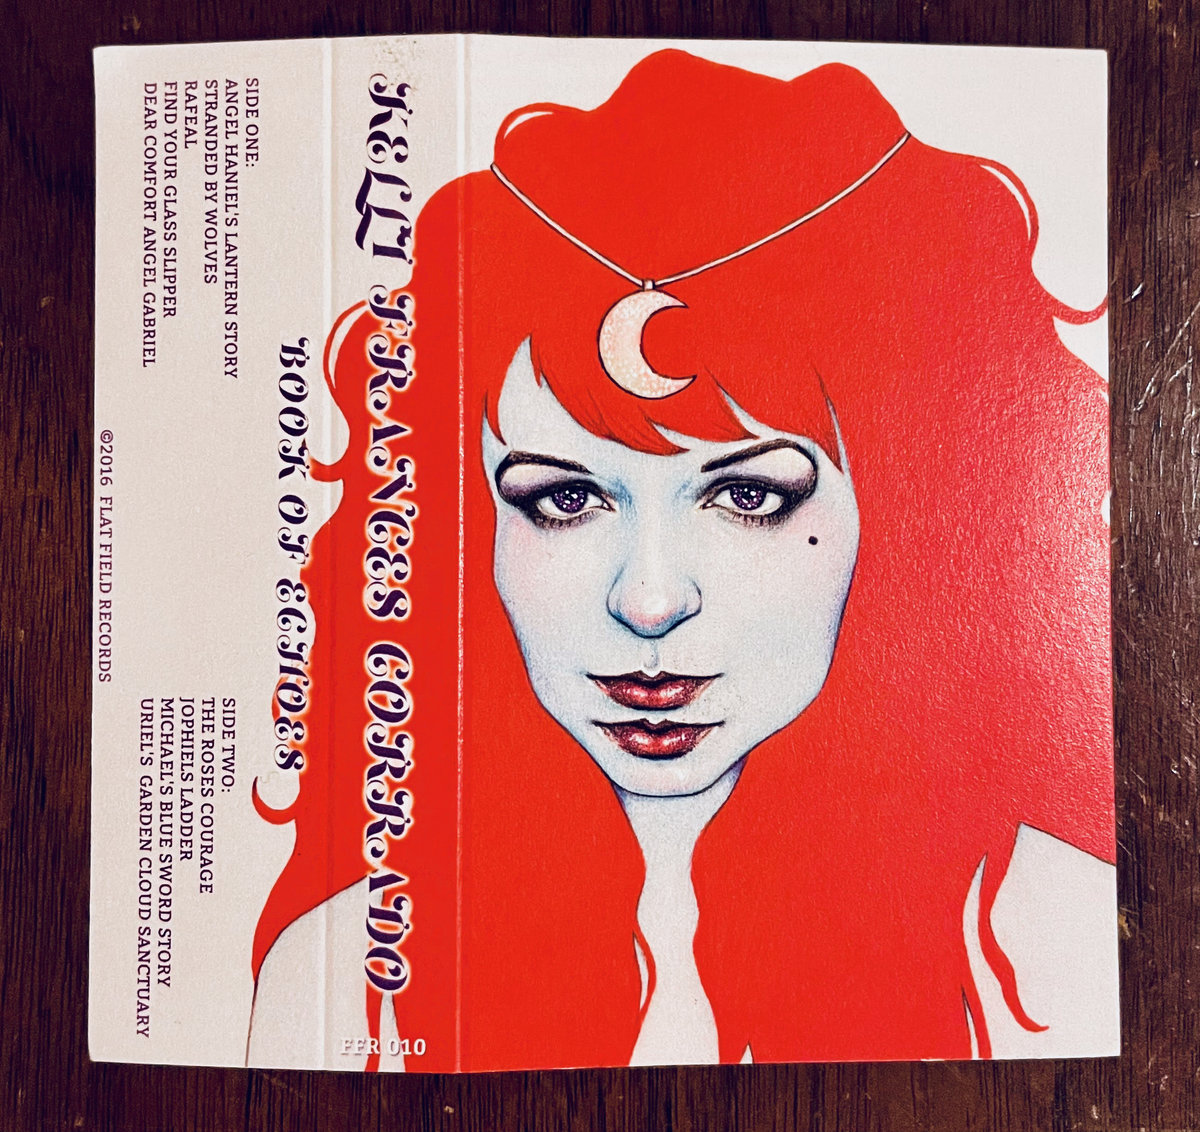 KELLI FRANCES CORRADO
BOOK OF ECHOES
SIDE ONE:
ANGEL HANIEL'S LANTERN STORY
STRANDED BY WOLVES
RAFEAL
FIND YOUR GLASS SLIPPER
DEAR COMFORT ANGEL GABRIEL
SIDE TWO:
THE ROSES COURAGE
JOPHIELS LADDER
MICHAEL'S BLUE SWORD STORY
URIEL'S GARDEN CLOUD SANCTUARY
©2016 FLAT FIELD RECORDS
FFR 010